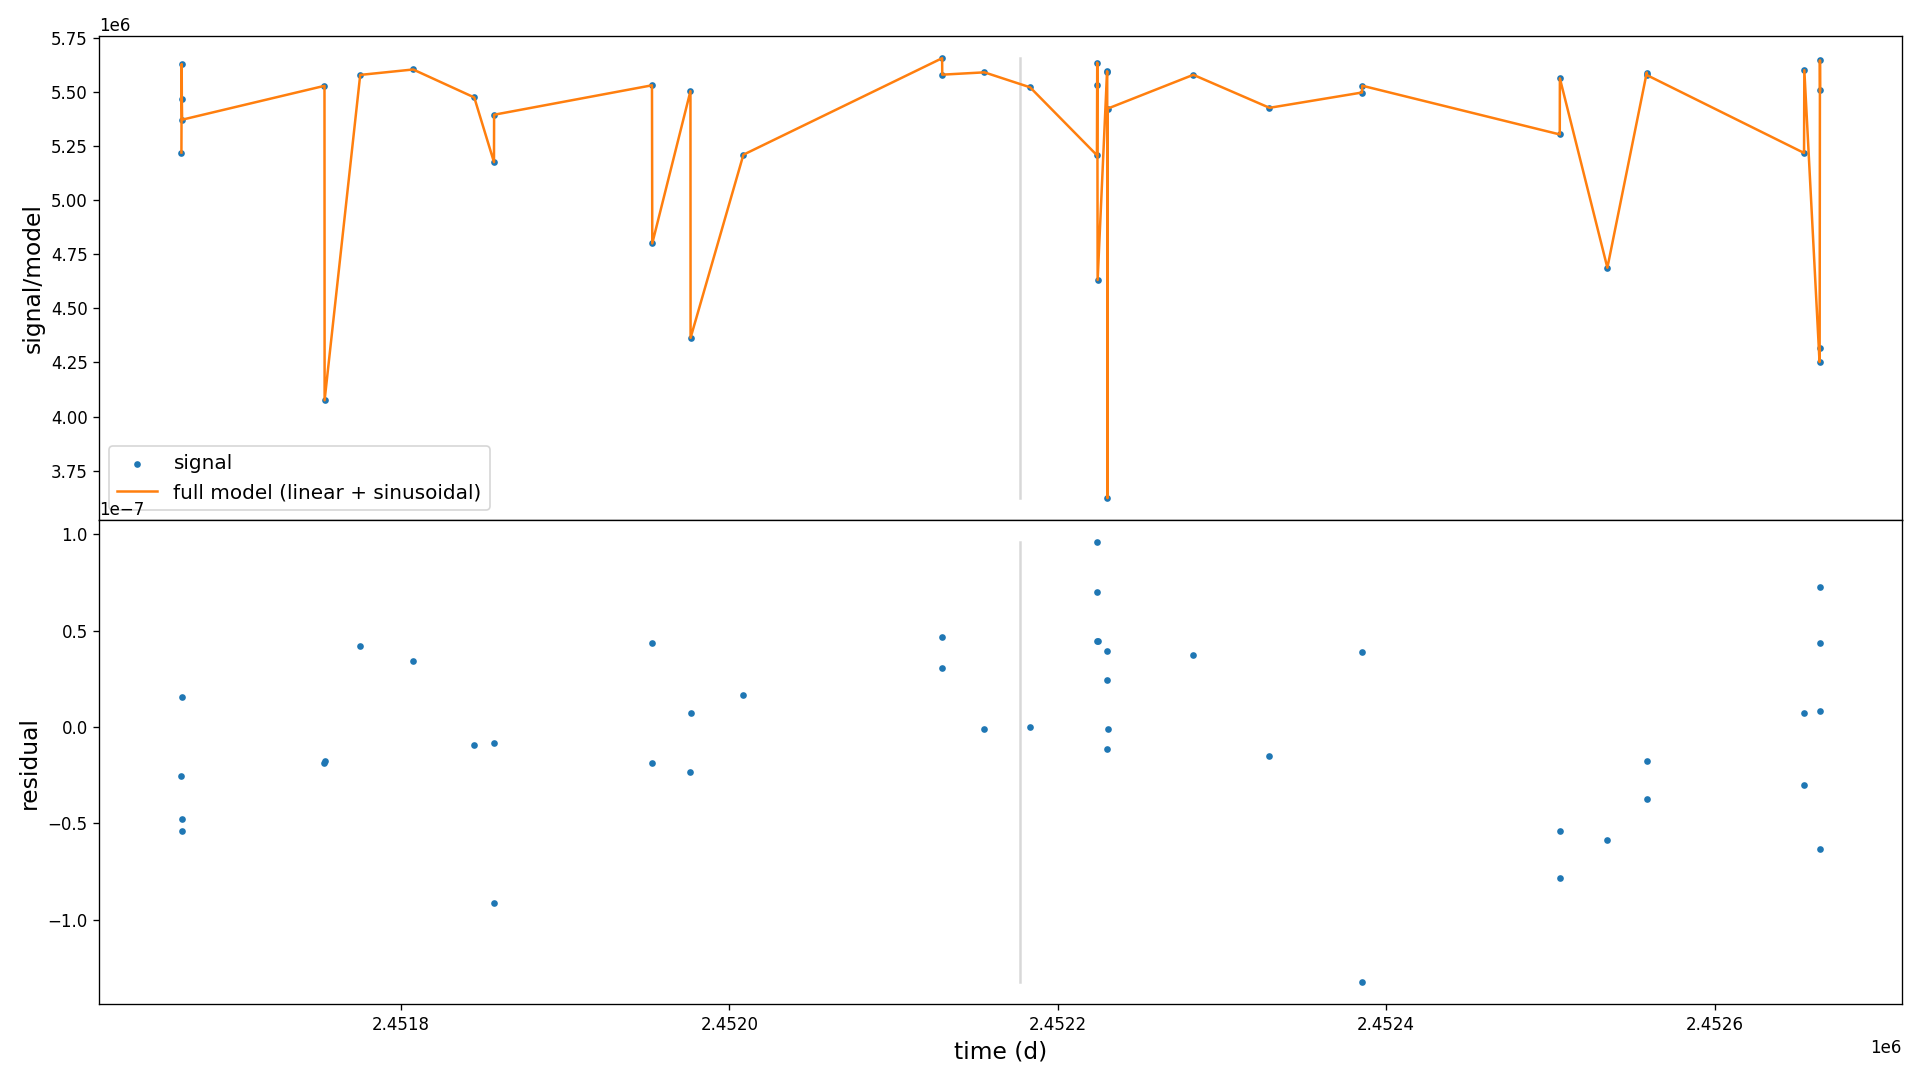 1e6
5.75
5.50
5.25
5.00
4.75
4.50
4.25
4.00
3.75
signal/model
signal
full model (linear + sinusoidal)
1e−7
1.0
0.5
0.0
−0.5
−1.0
residual
2.4518
2.4520
2.4522
2.4524
2.4526
time (d)
1e6